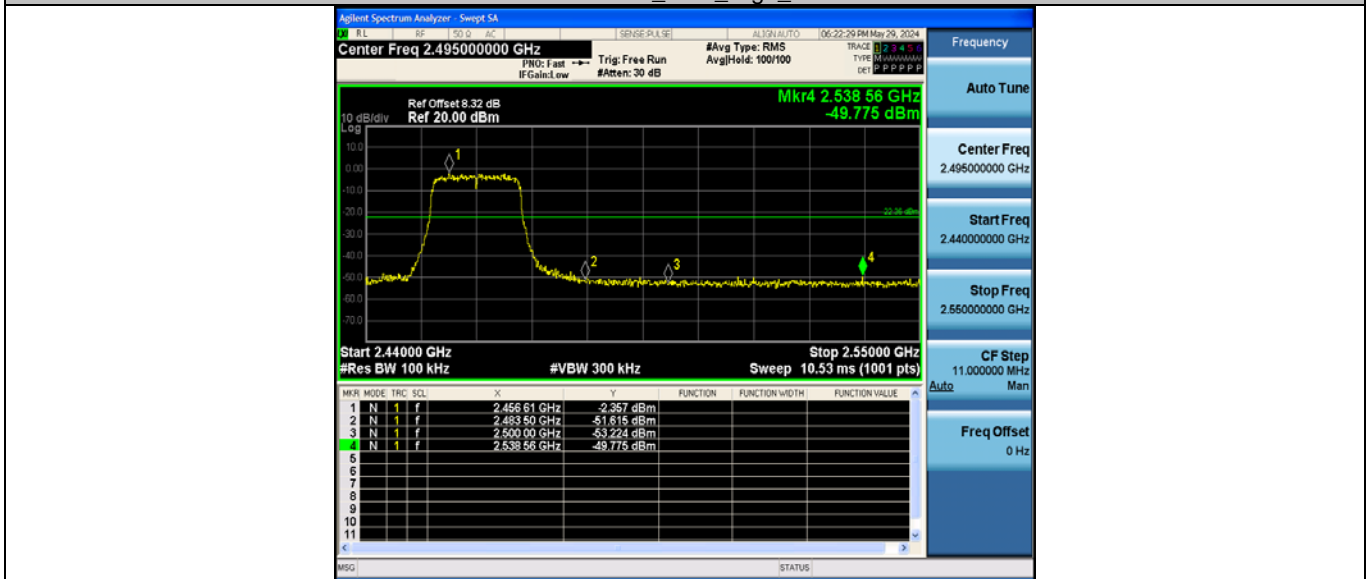 Agilent Spectrum Analyzer - Swept SA
RL RF 50 Ω AC SENSE:PULSE ALIGN AUTO 06:22:29 PM May 29, 2024
Center Freq 2.495000000 GHz
PNO: Fast
IFGain:Low
Trig: Free Run
#Atten: 30 dB
#Avg Type: RMS
Avg|Hold: 100/100
TRACE 1 2 3 4 5 6
TYPE M
DET P P P P P P
Mkr4 2.538 56 GHz
-49.775 dBm
Ref Offset 8.32 dB
10 dB/div Ref 20.00 dBm
Log
10.0
0.00
-10.0
-20.0
-30.0
-40.0
-50.0
-60.0
-70.0
1
2
3
4
Start 2.44000 GHz Stop 2.55000 GHz
#Res BW 100 kHz #VBW 300 kHz Sweep 10.53 ms (1001 pts)
MKR MODE TRC SCL X Y FUNCTION FUNCTION WIDTH FUNCTION VALUE
1 N 1 f 2.456 61 GHz -2.357 dBm
2 N 1 f 2.483 50 GHz -51.615 dBm
3 N 1 f 2.500 00 GHz -53.224 dBm
4 N 1 f 2.538 56 GHz -49.775 dBm
5
6
7
8
9
10
11
MSG STATUS
Frequency
Auto Tune
Center Freq
2.495000000 GHz
Start Freq
2.440000000 GHz
Stop Freq
2.550000000 GHz
CF Step
11.000000 MHz
Auto Man
Freq Offset
0 Hz